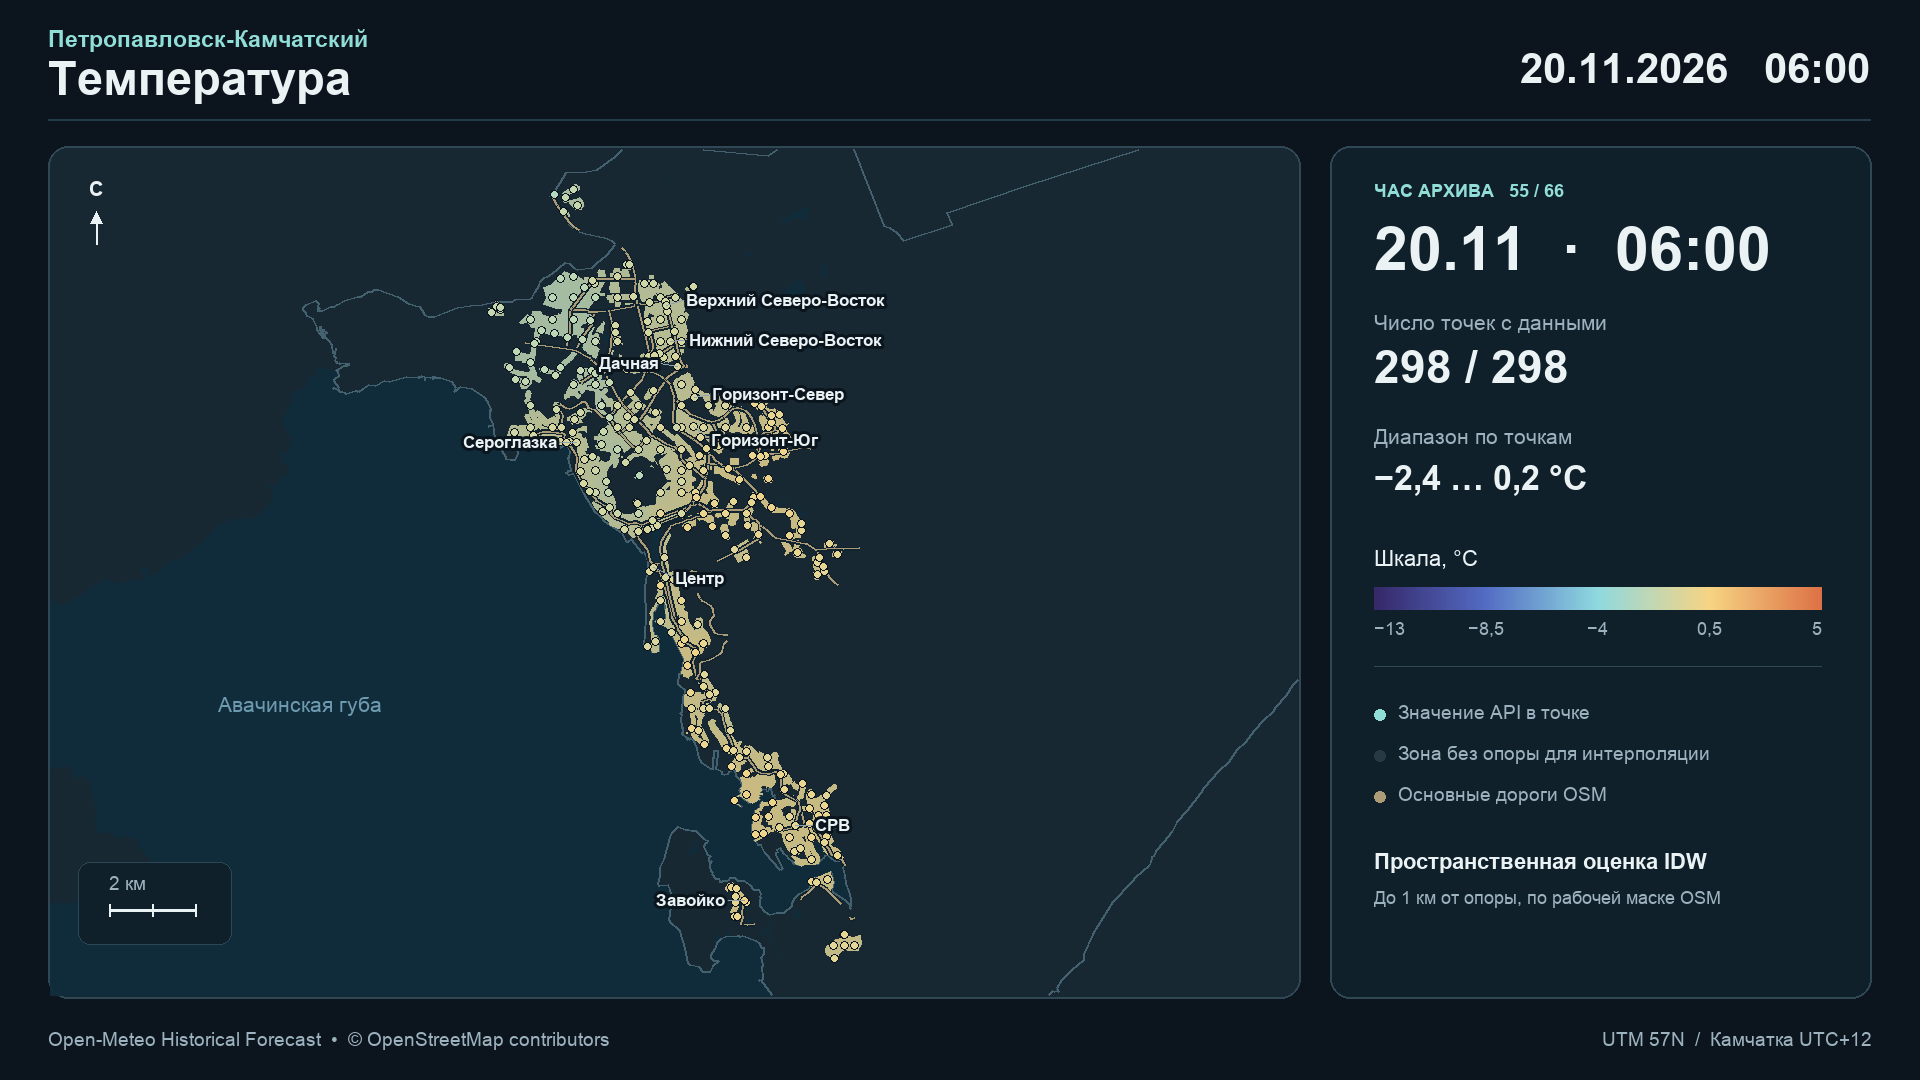 Петропавловск-Камчатский
Температура
20.11.2026 06:00
С
Верхний Северо-Восток
Нижний Северо-Восток
Дачная
Горизонт-Север
Горизонт-Юг
Сероглазка
Центр
Авачинская губа
СРВ
Завойко
2 км
ЧАС АРХИВА 55 / 66
20.11 · 06:00
Число точек с данными
298 / 298
Диапазон по точкам
−2,4 … 0,2 °C
Шкала, °C
−13 −8,5 −4 0,5 5
Значение API в точке
Зона без опоры для интерполяции
Основные дороги OSM
Пространственная оценка IDW
До 1 км от опоры, по рабочей маске OSM
Open-Meteo Historical Forecast • © OpenStreetMap contributors
UTM 57N / Камчатка UTC+12